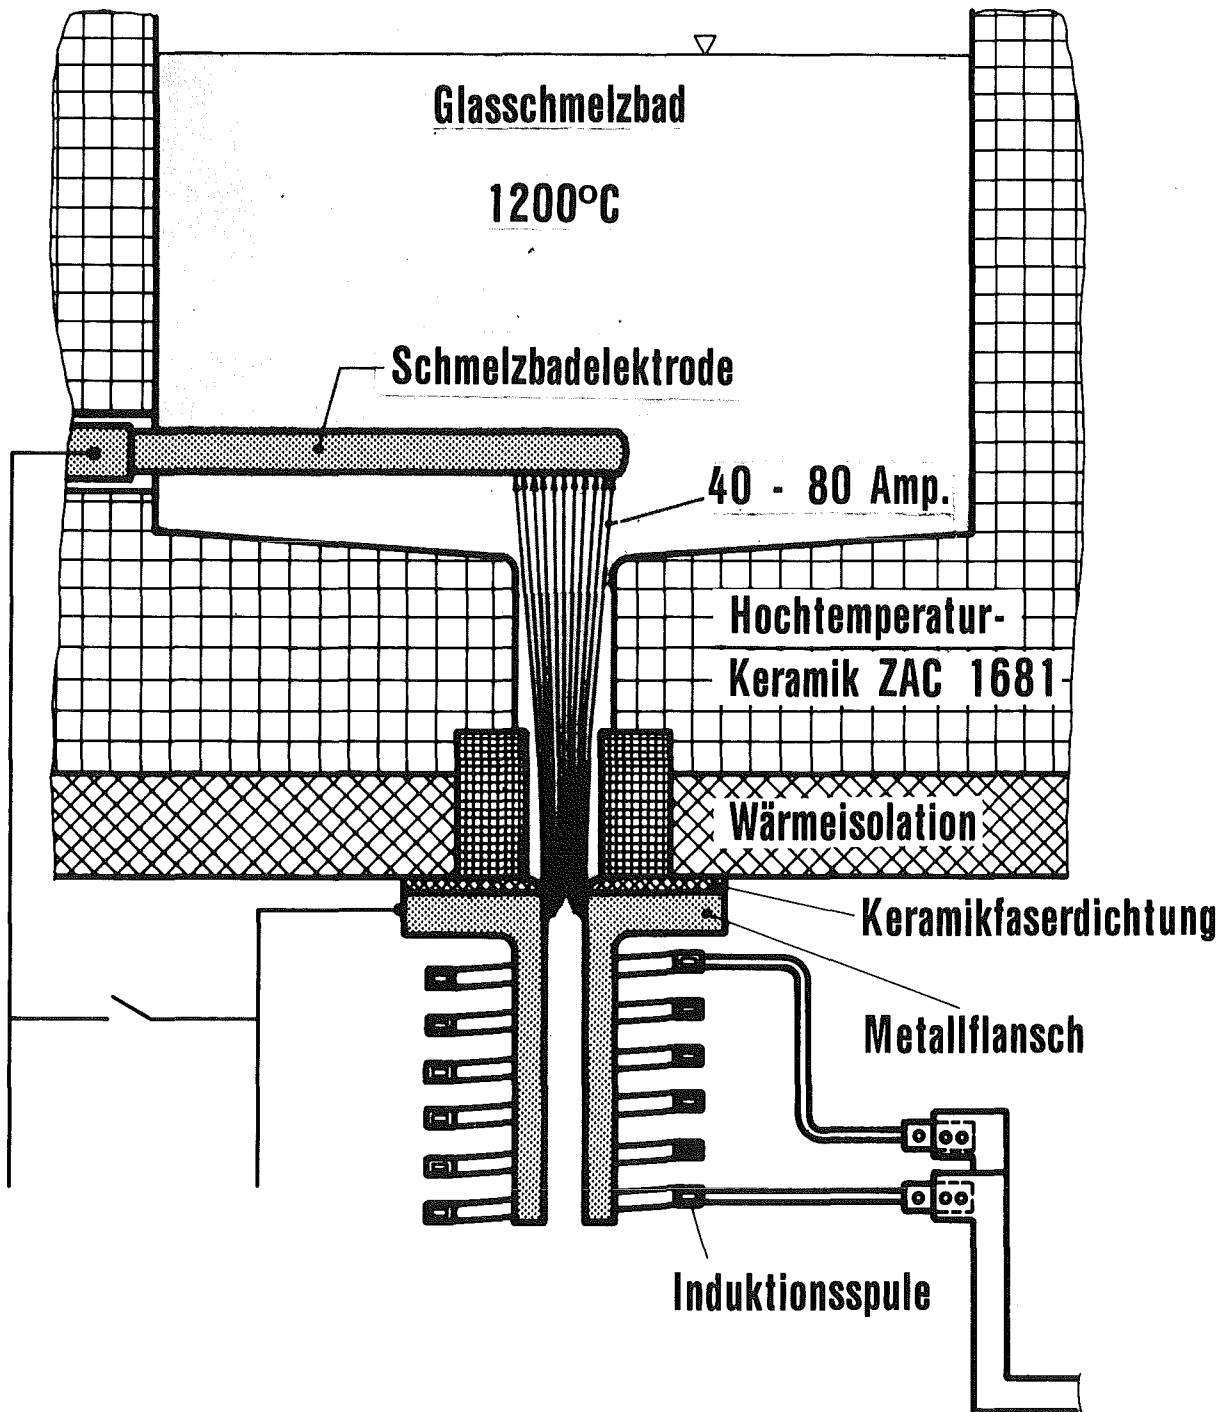 Glasschmelzbad
1200°C
Schmelzbadelektrode
40 - 80 Amp.
Hochtemperatur-
Keramik ZAC 1681
Wärmeisolation
Keramikfaserdichtung
Metallflansch
Induktionsspule